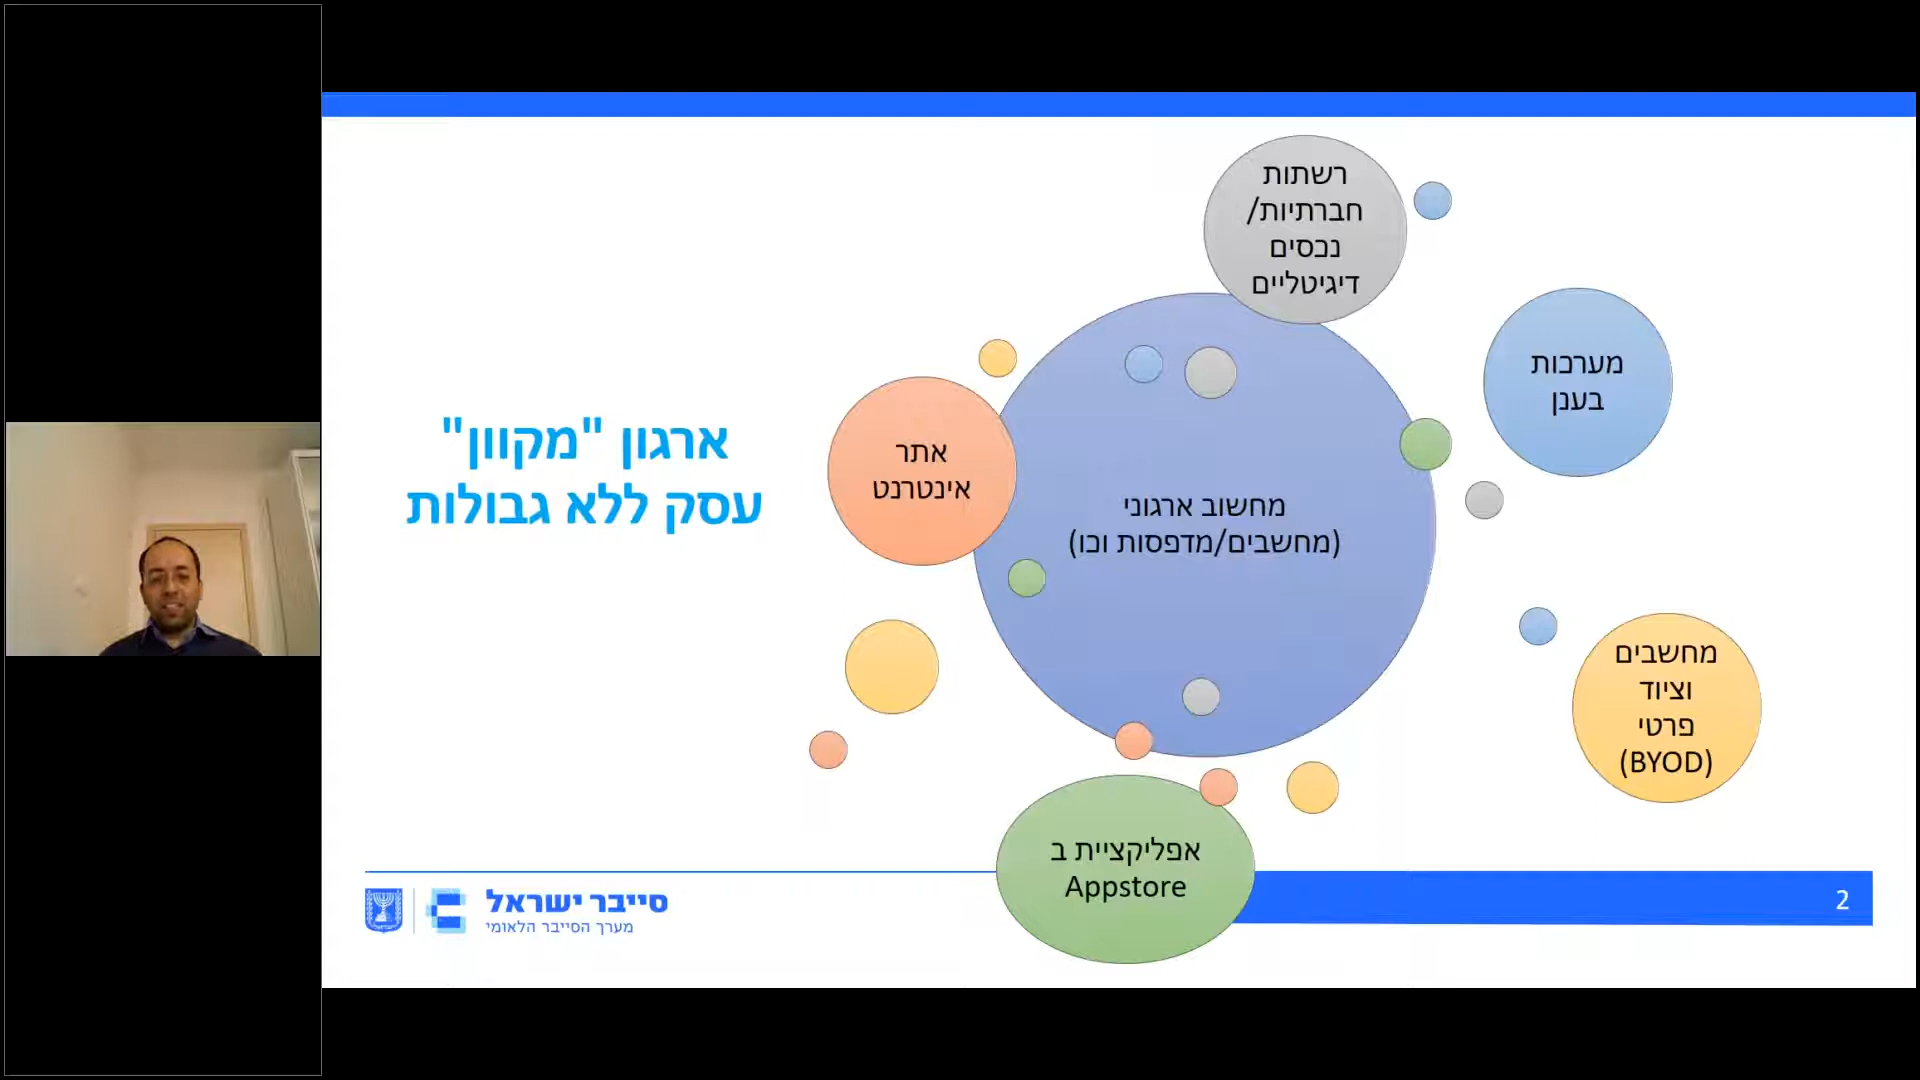 ארגון "מקוון"
עסק ללא גבולות
רשתות
חברתיות/
נכסים
דיגיטליים
מערכות
בענן
אתר
אינטרנט
מחשוב ארגוני
(מחשבים/מדפסות וכו)
מחשבים
וציוד
פרטי
(BYOD)
אפליקציית ב
Appstore
סייבר ישראל
מערך הסייבר הלאומי
2